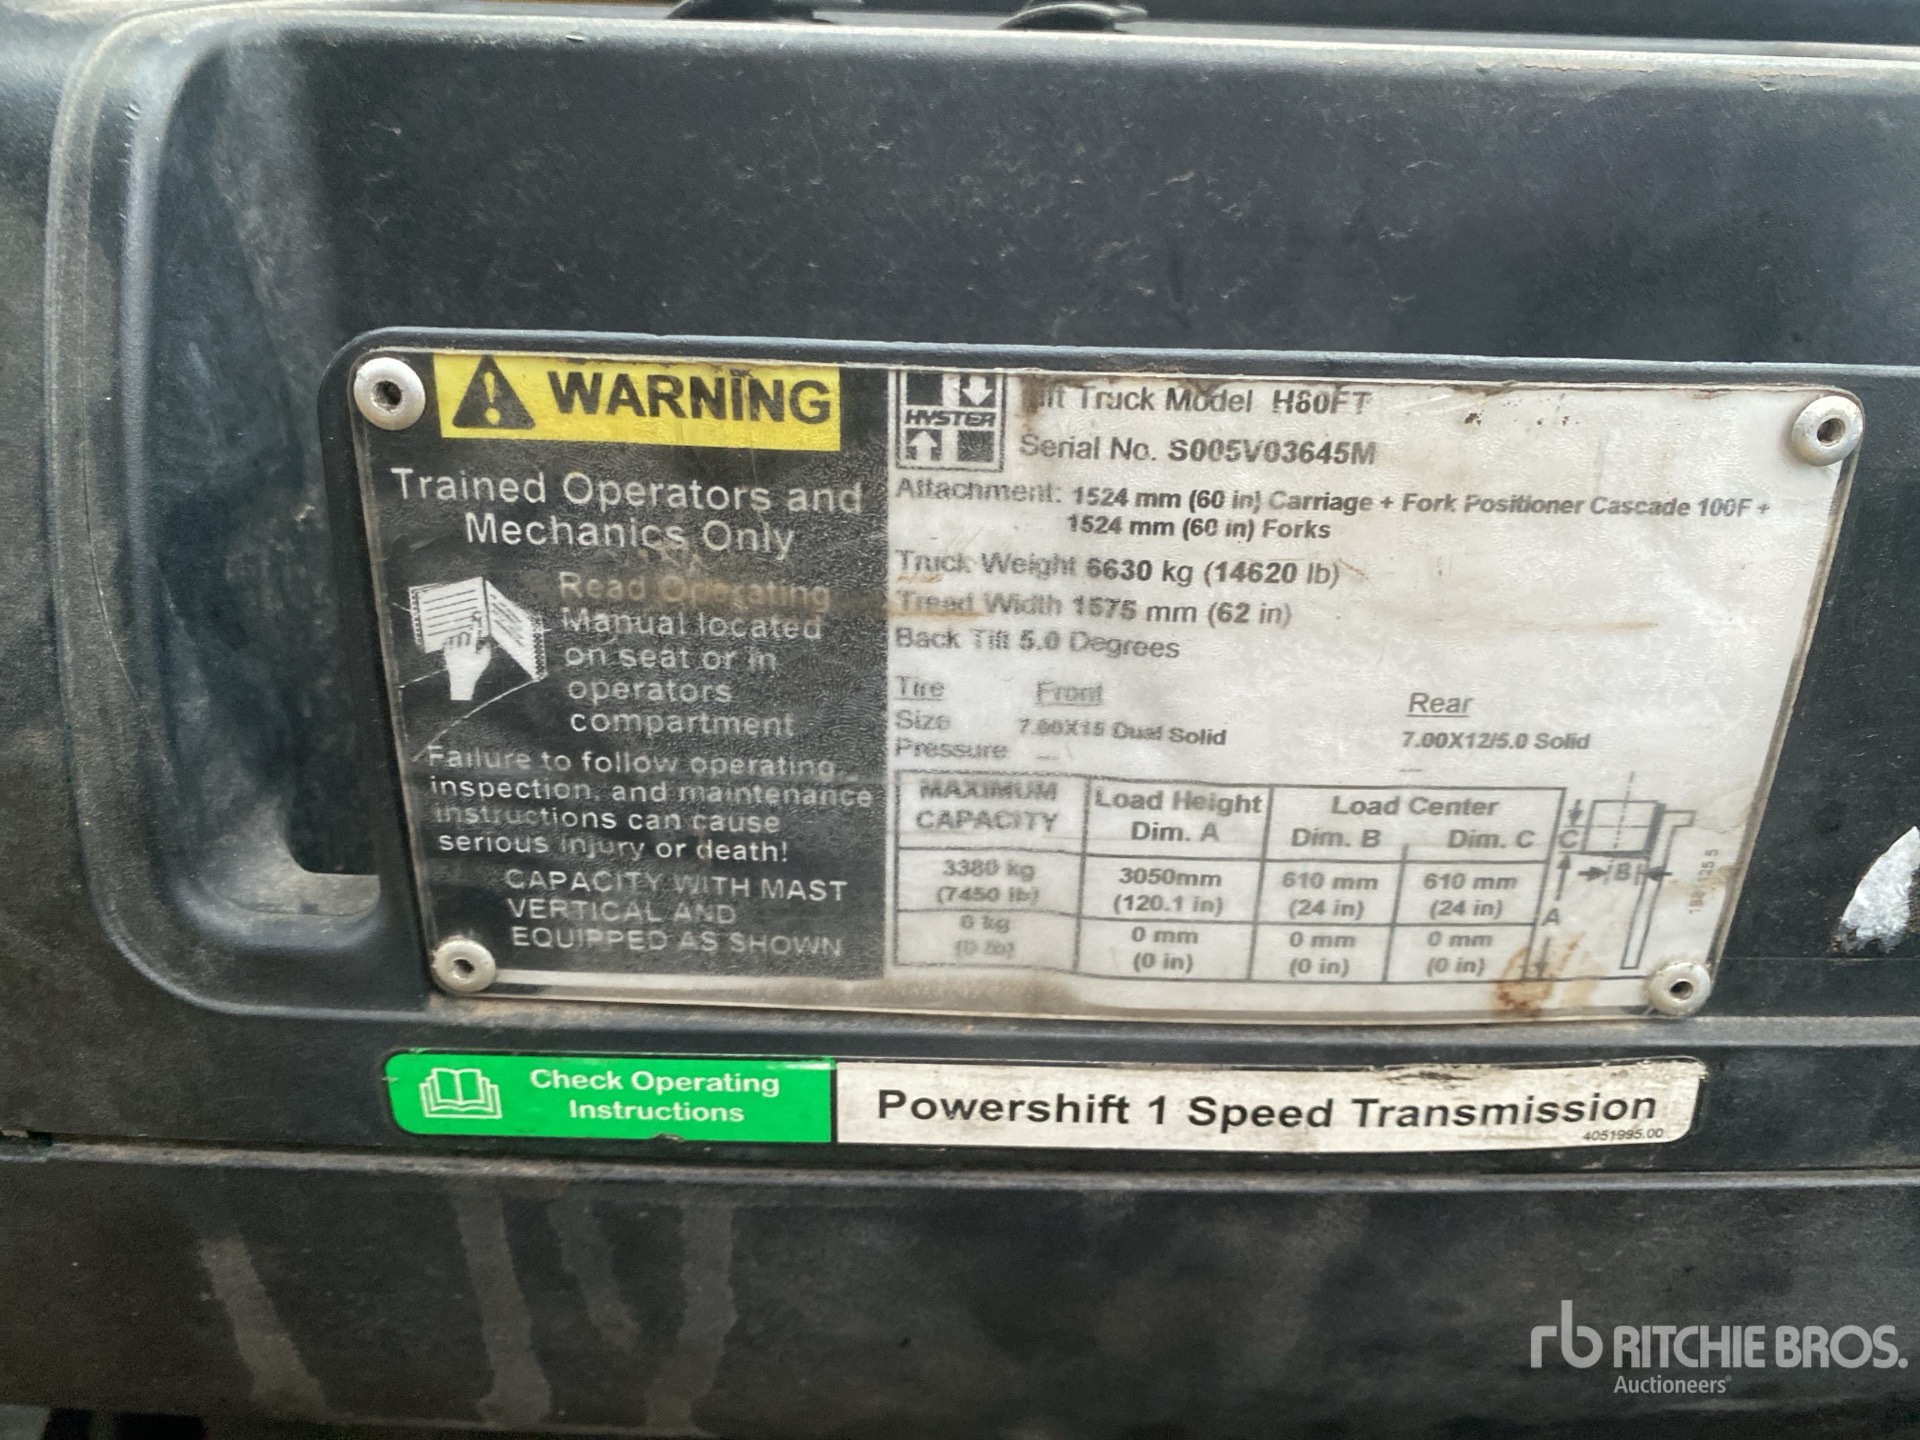 WARNING
Trained Operators and
Mechanics Only
Read Operating
Manual located
on seat or in
operators
compartment
Failure to follow operating,
inspection, and maintenance
instructions can cause
serious injury or death!
CAPACITY WITH MAST
VERTICAL AND
EQUIPPED AS SHOWN
HYSTER
Truck Model H80FT
Serial No. S005V03645M
Attachment: 1524 mm (60 in) Carriage + Fork Positioner Cascade 100F +
1524 mm (60 in) Forks
Truck Weight 6630 kg (14620 lb)
Tread Width 1575 mm (62 in)
Back Tilt 5.0 Degrees
Tire Front Rear
Size 7.00X15 Dual Solid 7.00X12/5.0 Solid
Pressure --- ---
MAXIMUM CAPACITY Load Height Dim. A Load Center Dim. B Dim. C
3380 kg 3050mm 610 mm 610 mm
(7450 lb) (120.1 in) (24 in) (24 in)
0 kg 0 mm 0 mm 0 mm
(0 lb) (0 in) (0 in) (0 in)
C
B
A
Check Operating
Instructions
Powershift 1 Speed Transmission
4051995.00
rb RITCHIE BROS.
Auctioneers